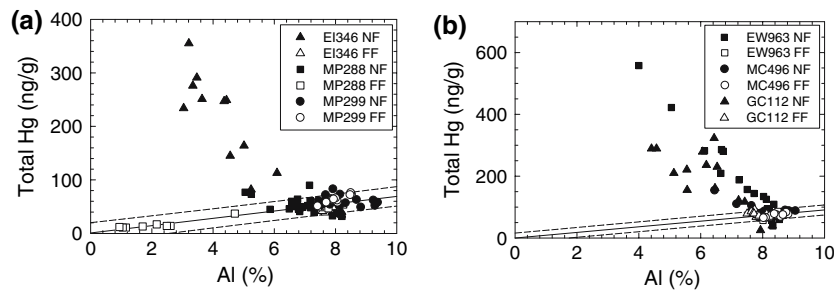 (a)
400
300
200
100
0
Total Hg (ng/g)
0 2 4 6 8 10
Al (%)
EI346 NF
EI346 FF
MP288 NF
MP288 FF
MP299 NF
MP299 FF
(b)
600
400
200
0
Total Hg (ng/g)
0 2 4 6 8 10
Al (%)
EW963 NF
EW963 FF
MC496 NF
MC496 FF
GC112 NF
GC112 FF